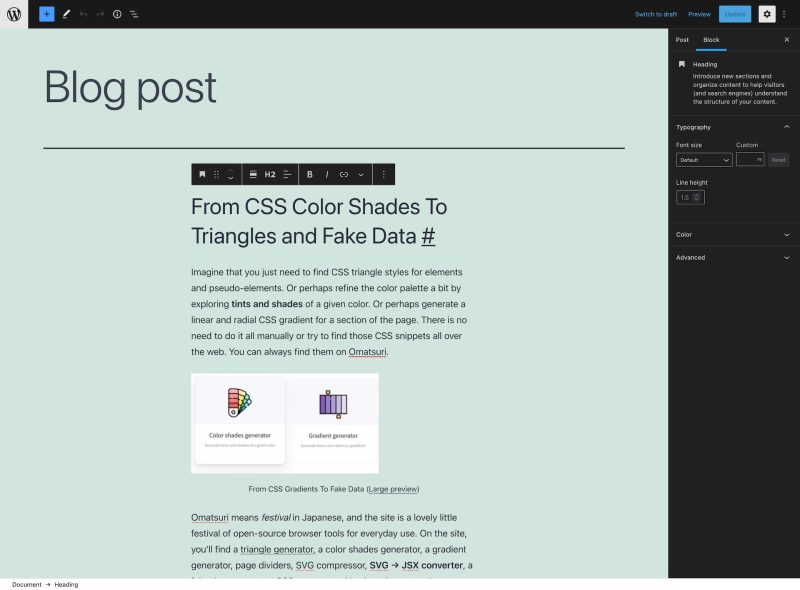 Switch to draft Preview Update
Post Block
Heading
Introduce new sections and
organize content to help visitors
(and search engines) understand
the structure of your content.
Typography
Font size Custom
Default PX Reset
Line height
1.5
Color
Advanced
Blog post
H2 B I
From CSS Color Shades To
Triangles and Fake Data #
Imagine that you just need to find CSS triangle styles for elements
and pseudo-elements. Or perhaps refine the color palette a bit by
exploring tints and shades of a given color. Or perhaps generate a
linear and radial CSS gradient for a section of the page. There is no
need to do it all manually or try to find those CSS snippets all over
the web. You can always find them on Omatsuri.
Color shades generator Gradient generator
Generate tints and shades of a given color
From CSS Gradients To Fake Data (Large preview)
Omatsuri means festival in Japanese, and the site is a lovely little
festival of open-source browser tools for everyday use. On the site,
you'll find a triangle generator, a color shades generator, a gradient
generator, page dividers, SVG compressor, SVG → JSX converter, a
Document → Heading